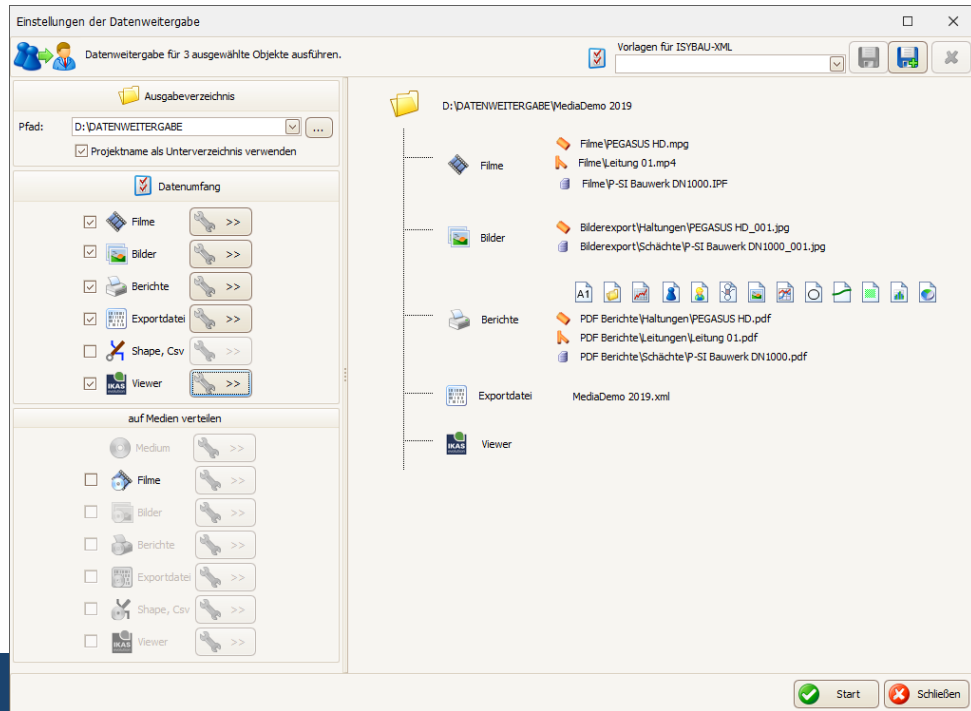 Einstellungen der Datenweitergabe
Datenweitergabe für 3 ausgewählte Objekte ausführen.
Vorlagen für ISYBAU-XML
Ausgabeverzeichnis
Pfad: D:\DATENWEITERGABE ...
Projektname als Unterverzeichnis verwenden
Datenumfang
Filme >>
Bilder >>
Berichte >>
Exportdatei >>
Shape, Csv >>
IKAS Viewer >>
auf Medien verteilen
Medium >>
Filme >>
Bilder >>
Berichte >>
Exportdatei >>
Shape, Csv >>
IKAS Viewer >>
D:\DATENWEITERGABE\MediaDemo 2019
Filme
Filme\PEGASUS HD.mpg
Filme\Leitung 01.mp4
Filme\P-SI Bauwerk DN1000.IPF
Bilder
Bilderexport\Haltungen\PEGASUS HD_001.jpg
Bilderexport\Schächte\P-SI Bauwerk DN1000_001.jpg
A1
Berichte
PDF Berichte\Haltungen\PEGASUS HD.pdf
PDF Berichte\Leitungen\Leitung 01.pdf
PDF Berichte\Schächte\P-SI Bauwerk DN1000.pdf
Exportdatei MediaDemo 2019.xml
IKAS Viewer
Start
Schließen